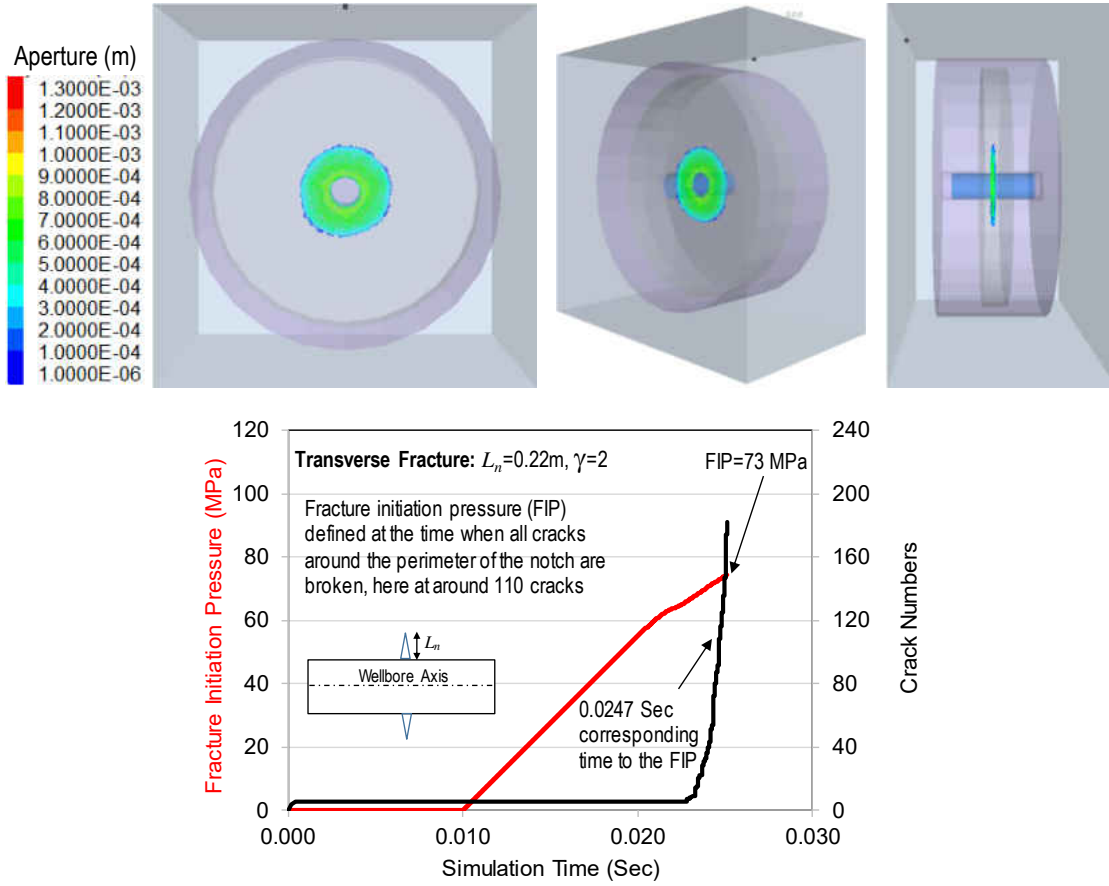 Aperture (m)
1.3000E-03
1.2000E-03
1.1000E-03
1.0000E-03
9.0000E-04
8.0000E-04
7.0000E-04
6.0000E-04
5.0000E-04
4.0000E-04
3.0000E-04
2.0000E-04
1.0000E-04
1.0000E-06
Fracture Initiation Pressure (MPa)
120
100
80
60
40
20
0
Transverse Fracture: Lₙ=0.22m, γ=2
FIP=73 MPa
Fracture initiation pressure (FIP)
defined at the time when all cracks
around the perimeter of the notch are
broken, here at around 110 cracks
Lₙ
Wellbore Axis
0.0247 Sec
corresponding
time to the FIP
240
200
160
120
80
40
0
Crack Numbers
0.000
0.010
0.020
0.030
Simulation Time (Sec)